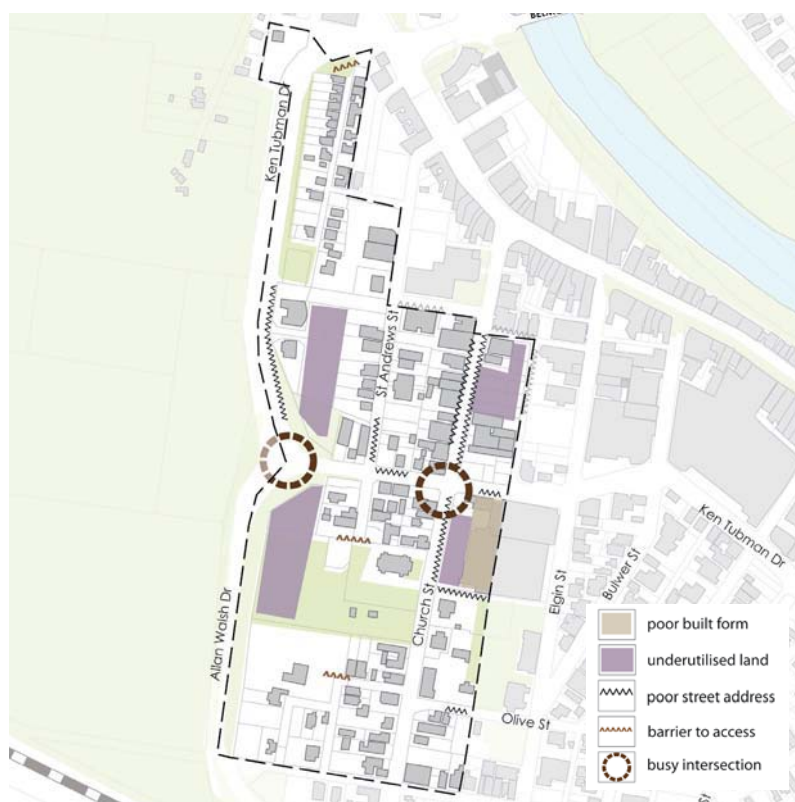 Ken Tubman Dr
St Andrews St
Church St
Allan Walsh Dr
Ken Tubman Dr
Bulwer St
Elgin St
Olive St
St
poor built form
underutilised land
poor street address
barrier to access
busy intersection